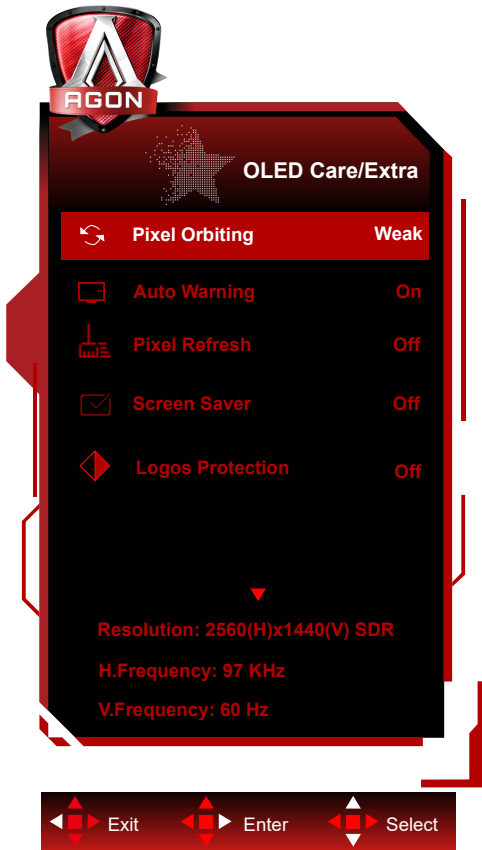 AGON
OLED Care/Extra
Pixel Orbiting Weak
Auto Warning On
Pixel Refresh Off
Screen Saver Off
Logos Protection Off
Resolution: 2560(H)x1440(V) SDR
H.Frequency: 97 KHz
V.Frequency: 60 Hz
Exit Enter Select